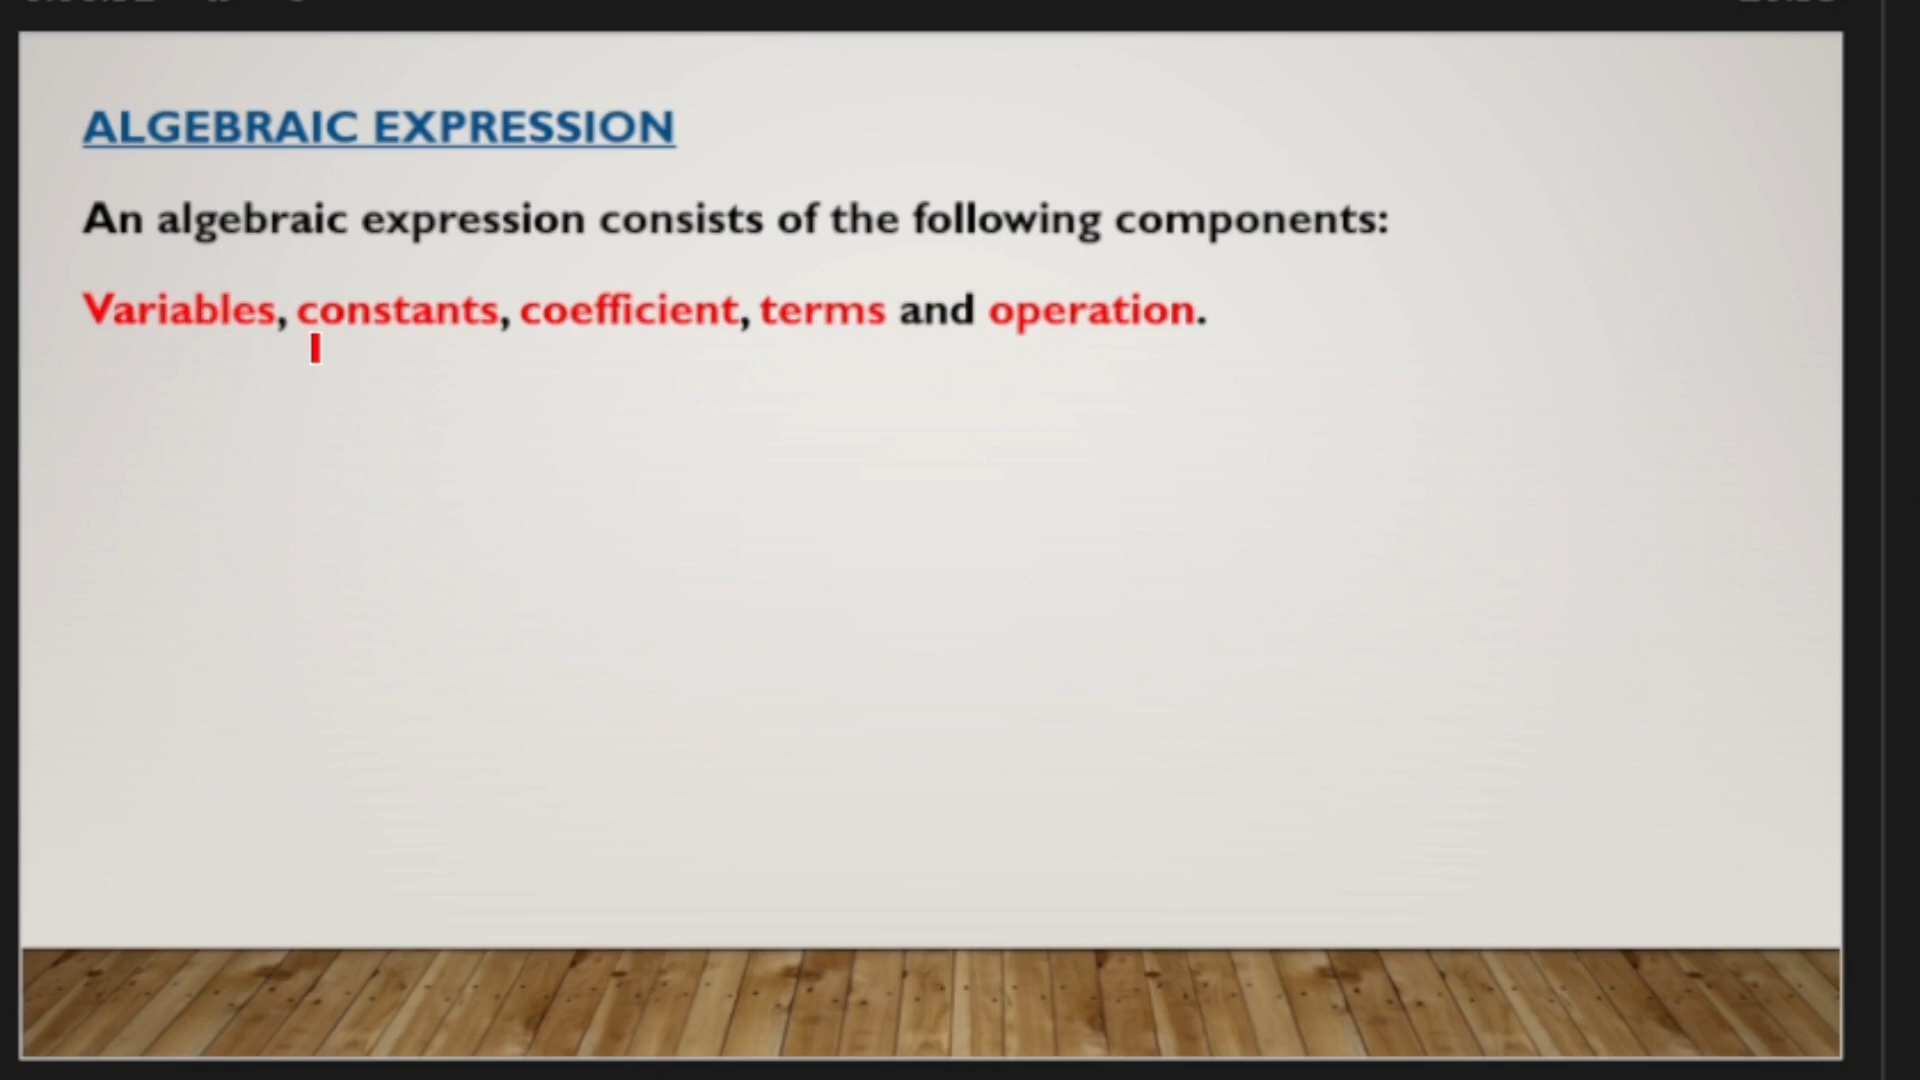 ALGEBRAIC EXPRESSION
An algebraic expression consists of the following components:
Variables, constants, coefficient, terms and operation.